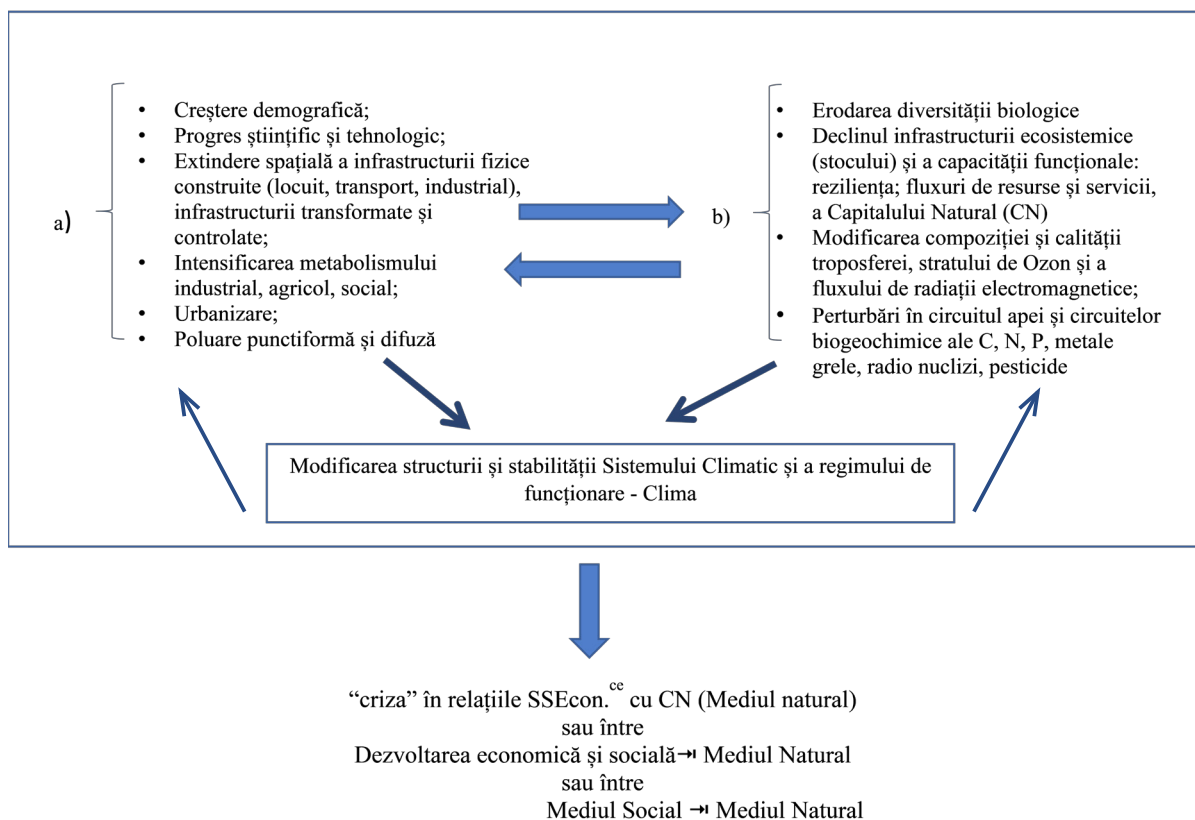 a)
• Creștere demografică;
• Progres științific și tehnologic;
• Extindere spațială a infrastructurii fizice
construite (locuit, transport, industrial),
infrastructurii transformate și
controlate;
• Intensificarea metabolismului
industrial, agricol, social;
• Urbanizare;
• Poluare punctiformă și difuză
b)
• Erodarea diversității biologice
• Declinul infrastructurii ecosistemice
(stocului) și a capacității funcționale:
reziliența; fluxuri de resurse și servicii,
a Capitalului Natural (CN)
• Modificarea compoziției și calității
troposferei, stratului de Ozon și a
fluxului de radiații electromagnetice;
• Perturbări în circuitul apei și circuitelor
biogeochimice ale C, N, P, metale
grele, radio nuclizi, pesticide
Modificarea structurii și stabilității Sistemului Climatic și a regimului de
funcționare - Clima
“criza” în relațiile SSEcon.ce cu CN (Mediul natural)
sau între
Dezvoltarea economică și socială⇥ Mediul Natural
sau între
Mediul Social ⇥ Mediul Natural